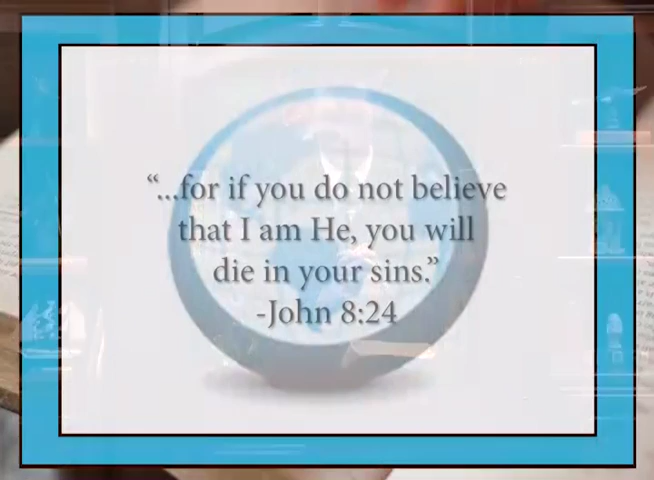 “...for if you do not believe
that I am He, you will
die in your sins.”
-John 8:24